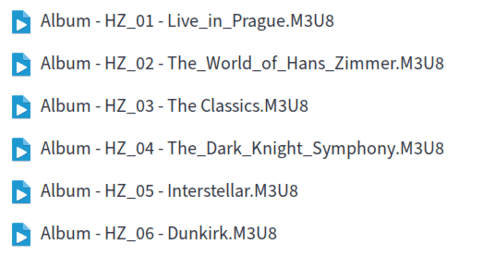 Album - HZ_01 - Live_in_Prague.M3U8
Album - HZ_02 - The_World_of_Hans_Zimmer.M3U8
Album - HZ_03 - The Classics.M3U8
Album - HZ_04 - The_Dark_Knight_Symphony.M3U8
Album - HZ_05 - Interstellar.M3U8
Album - HZ_06 - Dunkirk.M3U8